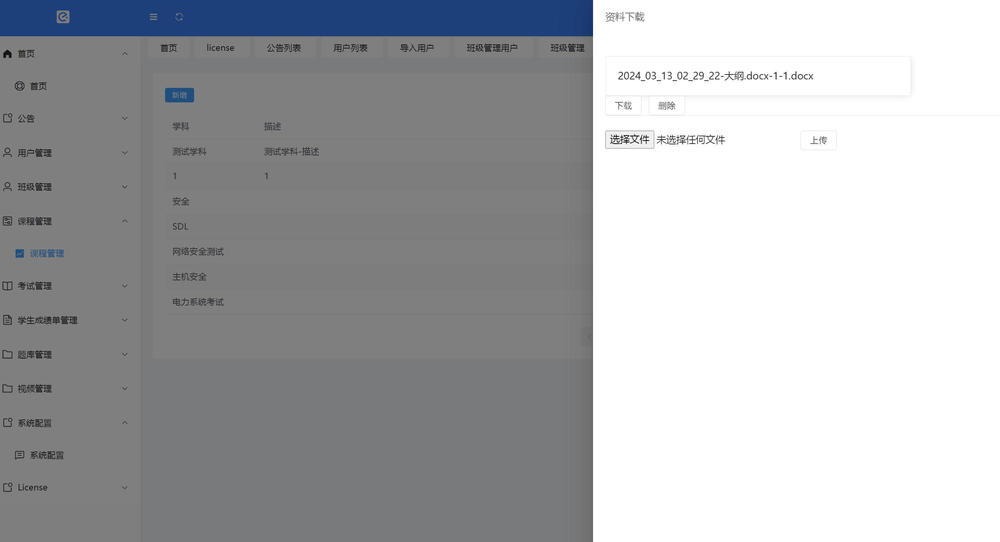 首页
首页
公告
用户管理
班级管理
课程管理
课程管理
考试管理
学生成绩单管理
题库管理
视频管理
系统配置
系统配置
License
首页 license 公告列表 用户列表 导入用户 班级管理用户 班级管理
新增
学科 描述
测试学科 测试学科-描述
1 1
安全
SDL
网络安全测试
主机安全
电力系统考试
资料下载
2024_03_13_02_29_22-大纲.docx-1-1.docx
下载 删除
选择文件 未选择任何文件 上传